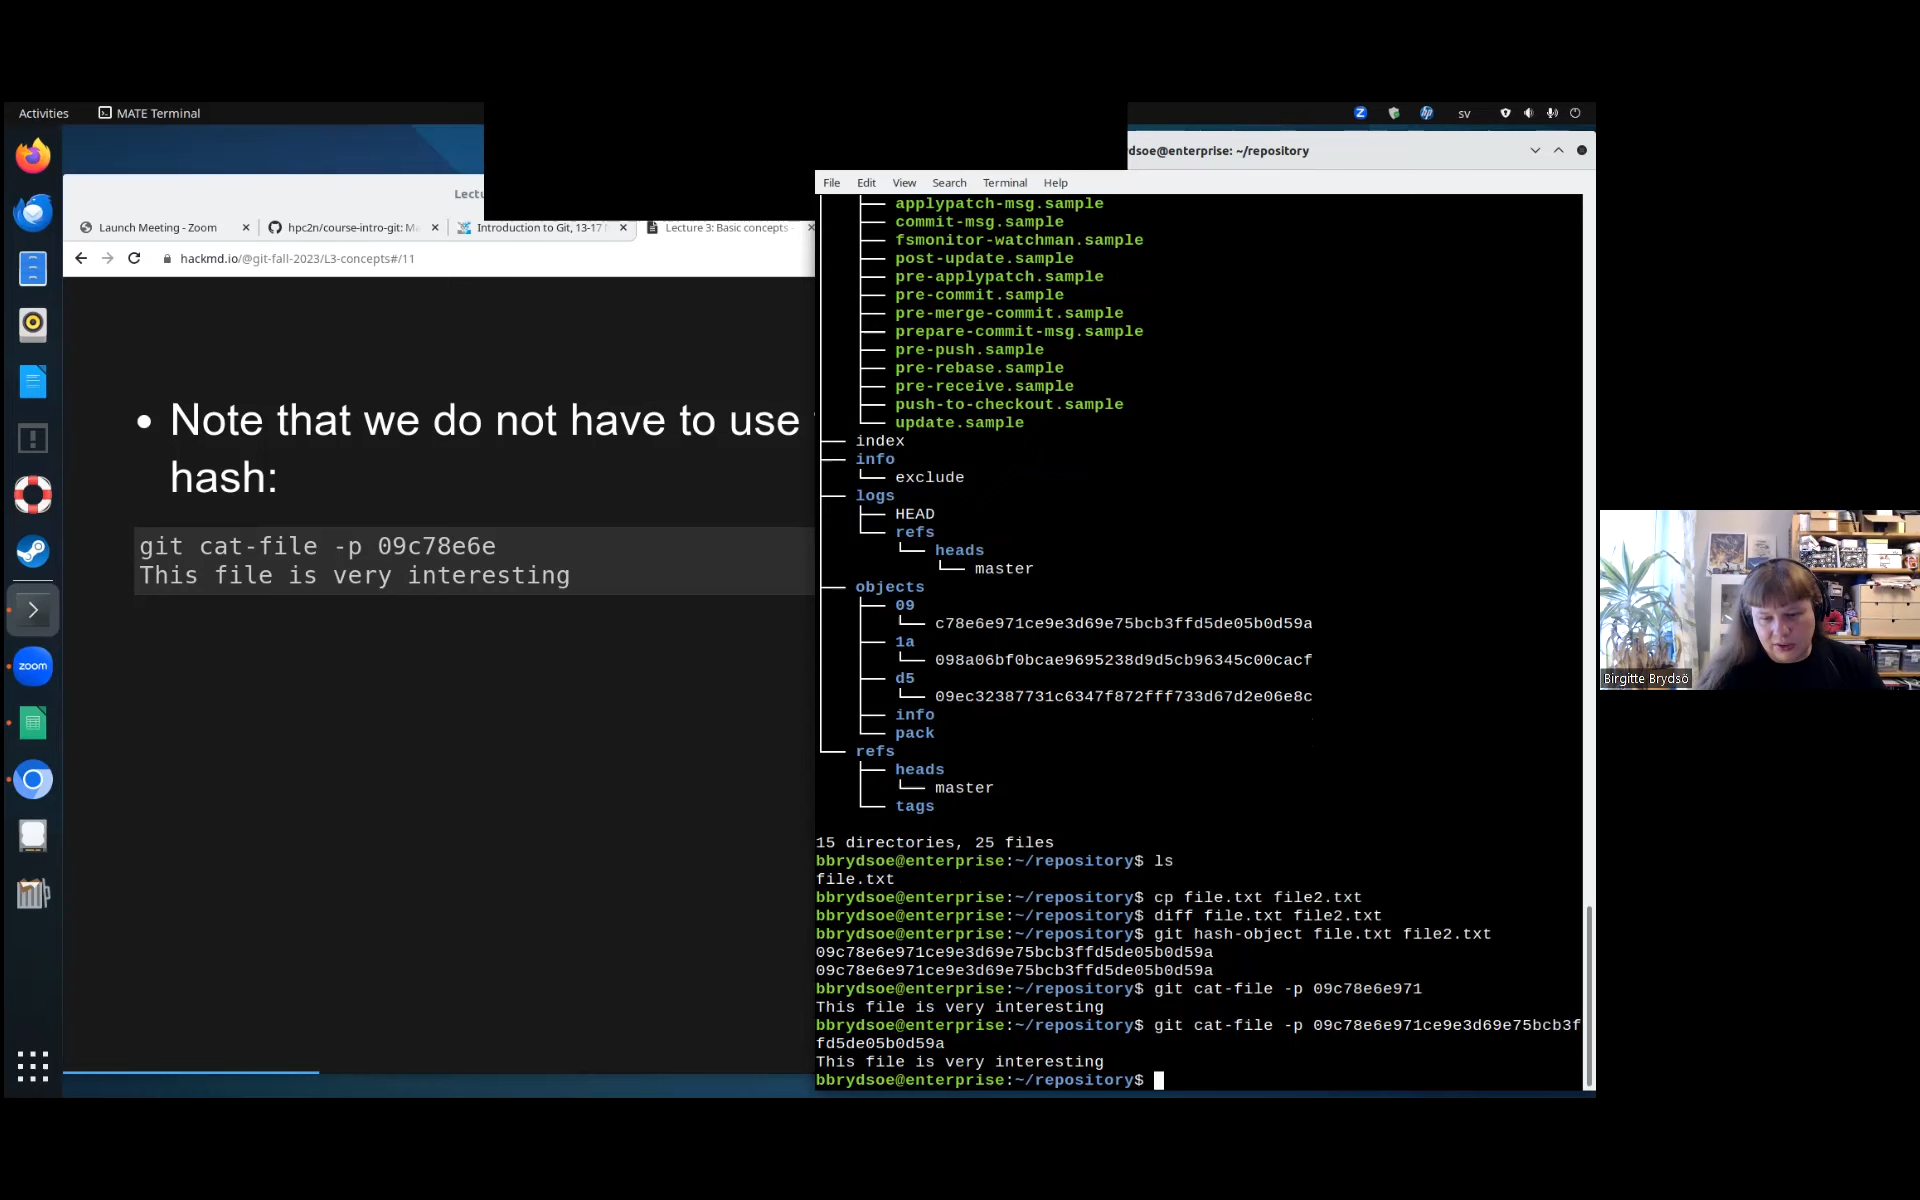 Activities
MATE Terminal
sv
Launch Meeting - Zoom
hpc2n/course-intro-git:
Introduction to Git, 13-17
Lecture 3: Basic concepts -
hackmd.io/@git-fall-2023/L3-concepts#/11
Note that we do not have to use
hash:
git cat-file -p 09c78e6e
This file is very interesting
dsoe@enterprise: ~/repository
File Edit View Search Terminal Help
applypatch-msg.sample
commit-msg.sample
fsmonitor-watchman.sample
post-update.sample
pre-applypatch.sample
pre-commit.sample
pre-merge-commit.sample
prepare-commit-msg.sample
pre-push.sample
pre-rebase.sample
pre-receive.sample
push-to-checkout.sample
update.sample
index
info
exclude
logs
HEAD
refs
heads
master
objects
09
c78e6e971ce9e3d69e75bcb3ffd5de05b0d59a
1a
098a06bf0bcae9695238d9d5cb96345c00cacf
d5
09ec32387731c6347f872fff733d67d2e06e8c
info
pack
refs
heads
master
tags
15 directories, 25 files
bbrydsoe@enterprise:~/repository$ ls
file.txt
bbrydsoe@enterprise:~/repository$ cp file.txt file2.txt
bbrydsoe@enterprise:~/repository$ diff file.txt file2.txt
bbrydsoe@enterprise:~/repository$ git hash-object file.txt file2.txt
09c78e6e971ce9e3d69e75bcb3ffd5de05b0d59a
09c78e6e971ce9e3d69e75bcb3ffd5de05b0d59a
bbrydsoe@enterprise:~/repository$ git cat-file -p 09c78e6e971
This file is very interesting
bbrydsoe@enterprise:~/repository$ git cat-file -p 09c78e6e971ce9e3d69e75bcb3f
fd5de05b0d59a
This file is very interesting
bbrydsoe@enterprise:~/repository$
zoom
Birgitte Brydsö